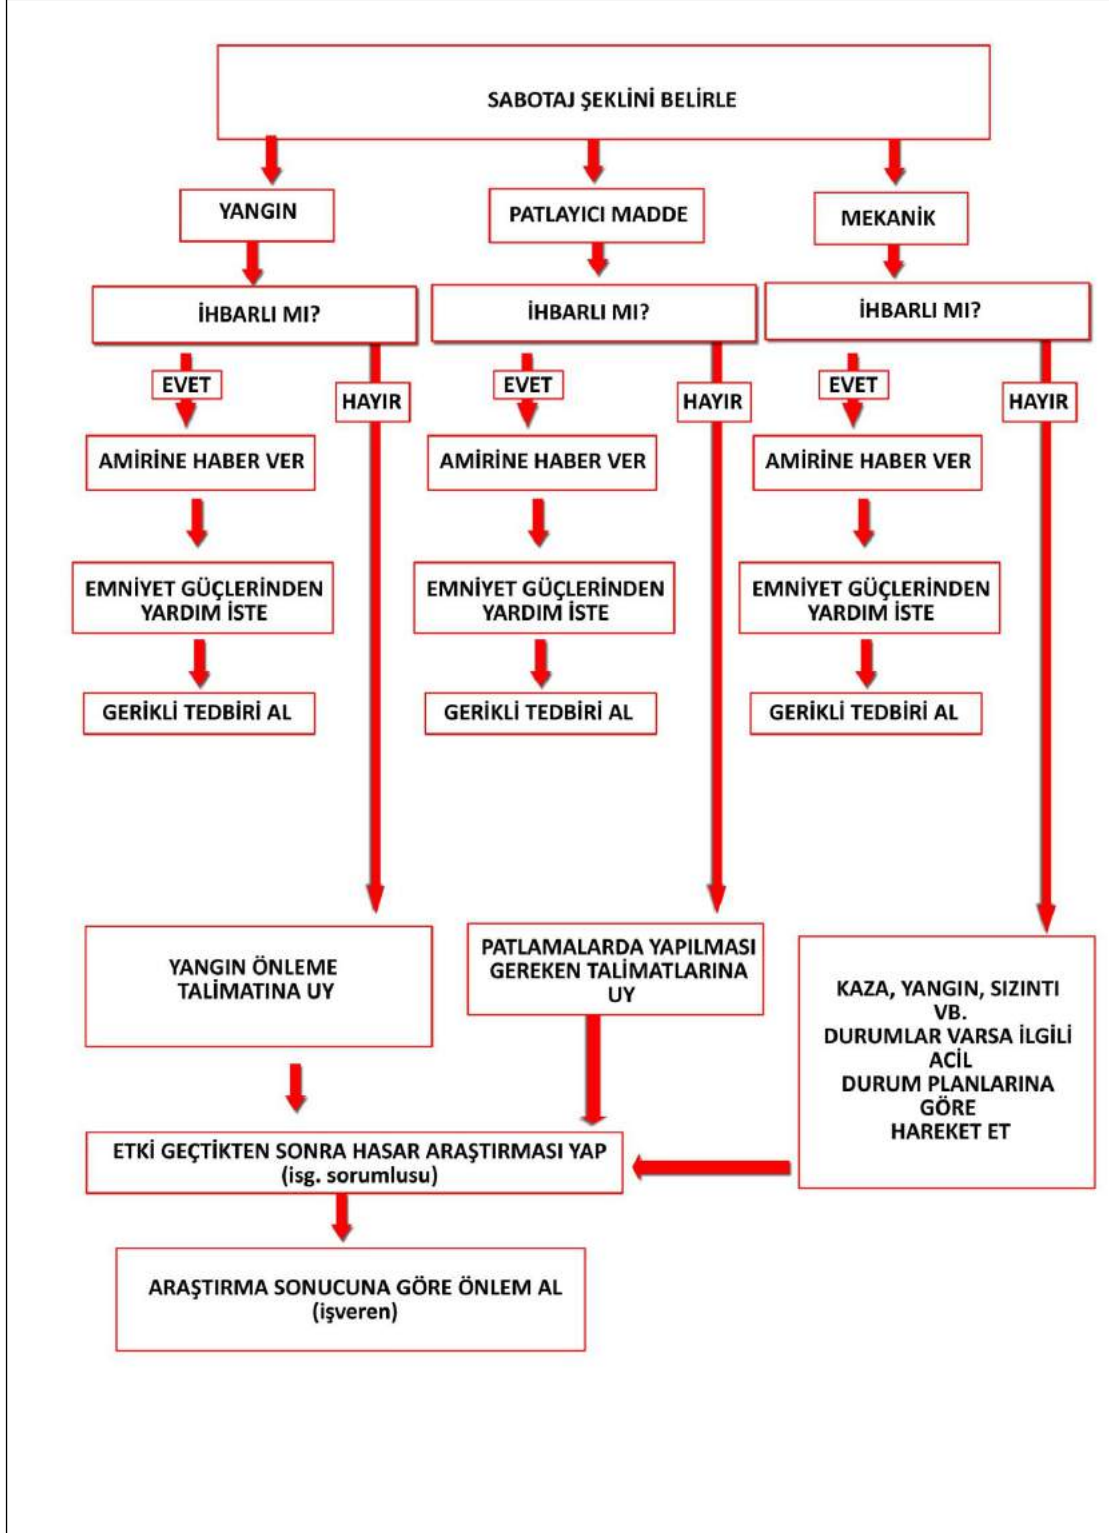 SABOTAJ ŞEKLİNİ BELİRLE
YANGIN
PATLAYICI MADDE
MEKANİK
İHBARLI MI?
İHBARLI MI?
İHBARLI MI?
EVET
HAYIR
EVET
HAYIR
EVET
HAYIR
AMİRİNE HABER VER
AMİRİNE HABER VER
AMİRİNE HABER VER
EMNİYET GÜÇLERİNDEN
YARDIM İSTE
EMNİYET GÜÇLERİNDEN
YARDIM İSTE
EMNİYET GÜÇLERİNDEN
YARDIM İSTE
GERİKLİ TEDBİRİ AL
GERİKLİ TEDBİRİ AL
GERİKLİ TEDBİRİ AL
YANGIN ÖNLEME
TALİMATINA UY
PATLAMALARDA YAPILMASI
GEREKEN TALİMATLARINA
UY
KAZA, YANGIN, SIZINTI
VB.
DURUMLAR VARSA İLGİLİ
ACİL
DURUM PLANLARINA
GÖRE
HAREKET ET
ETKİ GEÇTİKTEN SONRA HASAR ARAŞTIRMASI YAP
(isg. sorumlusu)
ARAŞTIRMA SONUCUNA GÖRE ÖNLEM AL
(işveren)